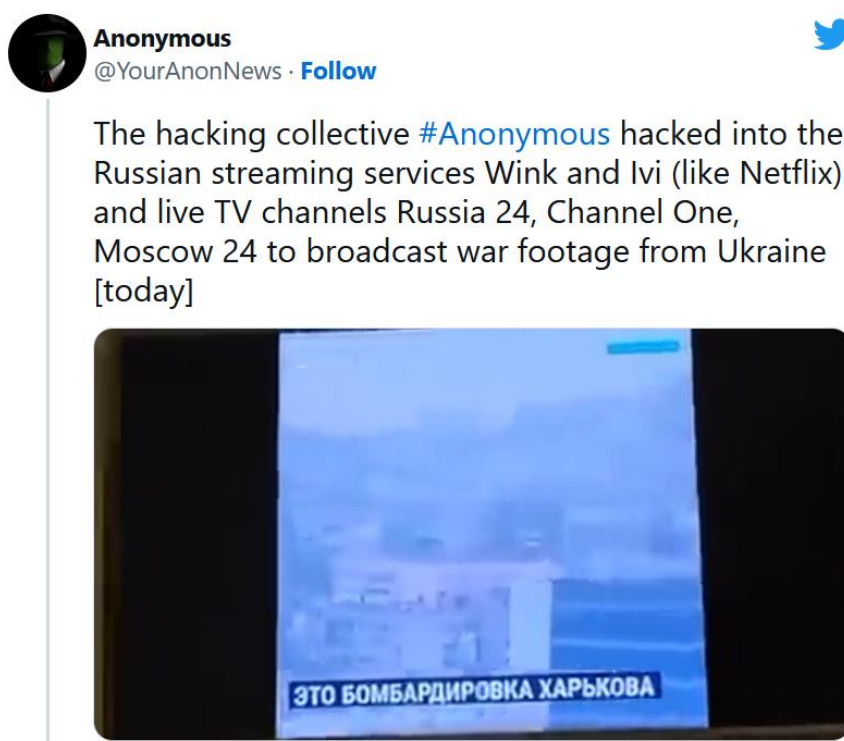 Anonymous
@YourAnonNews · Follow
The hacking collective #Anonymous hacked into the
Russian streaming services Wink and Ivi (like Netflix)
and live TV channels Russia 24, Channel One,
Moscow 24 to broadcast war footage from Ukraine
[today]
ЭТО БОМБАРДИРОВКА ХАРЬКОВА